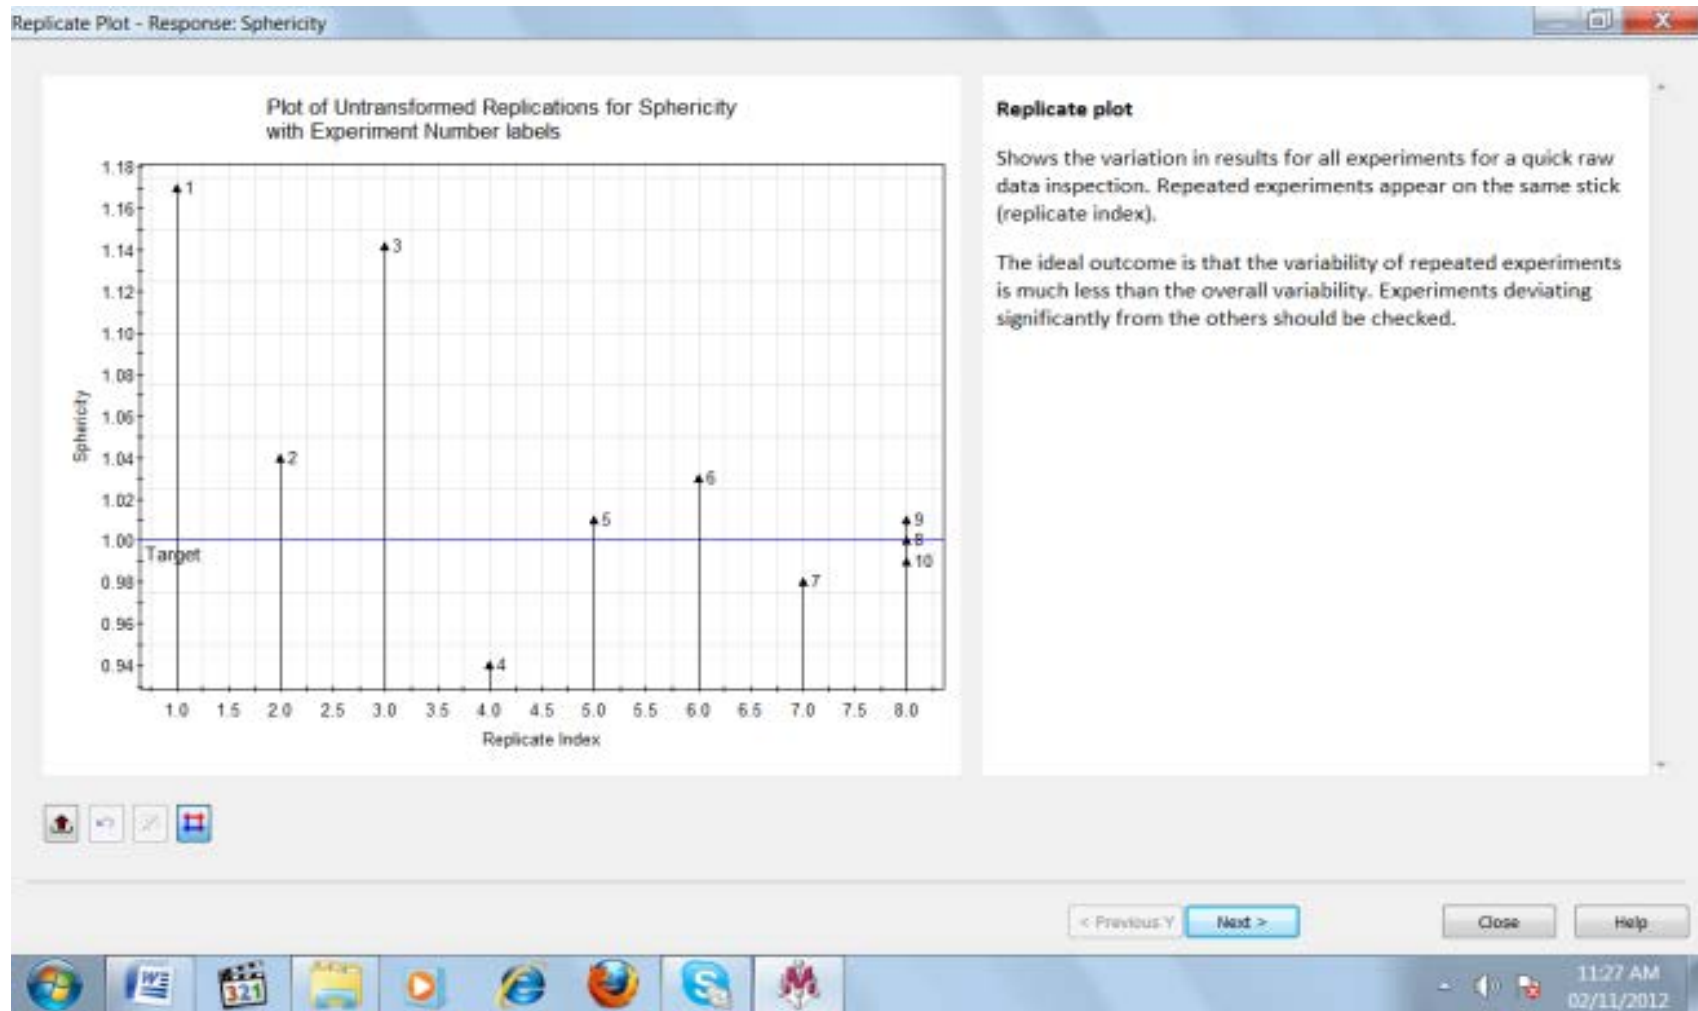 Replicate Plot - Response: Sphericity
Plot of Untransformed Replications for Sphericity
with Experiment Number labels
1.18
1.16
1.14
1.12
1.10
1.08
1.06
1.04
1.02
1.00
0.98
0.96
0.94
Sphericity
Target
1
2
3
4
5
6
7
9
8
10
1.0 1.5 2.0 2.5 3.0 3.5 4.0 4.5 5.0 5.5 6.0 6.5 7.0 7.5 8.0
Replicate Index
Replicate plot
Shows the variation in results for all experiments for a quick raw
data inspection. Repeated experiments appear on the same stick
(replicate index).
The ideal outcome is that the variability of repeated experiments
is much less than the overall variability. Experiments deviating
significantly from the others should be checked.
< Previous Y Next > Close Help
W
321
S
M
11:27 AM
02/11/2012